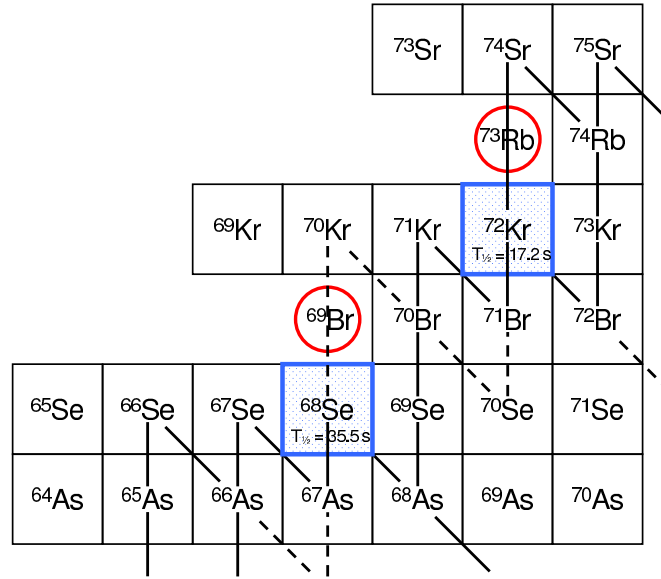 ⁷³Sr ⁷⁴Sr ⁷⁵Sr
⁷³Rb ⁷⁴Rb
⁶⁹Kr ⁷⁰Kr ⁷¹Kr ⁷²Kr ⁷³Kr
T½ = 17.2 s
⁶⁹Br ⁷⁰Br ⁷¹Br ⁷²Br
⁶⁵Se ⁶⁶Se ⁶⁷Se ⁶⁸Se ⁶⁹Se ⁷⁰Se ⁷¹Se
T½ = 35.5 s
⁶⁴As ⁶⁵As ⁶⁶As ⁶⁷As ⁶⁸As ⁶⁹As ⁷⁰As